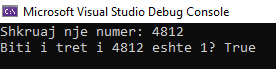 Microsoft Visual Studio Debug Console
Shkruaj nje numer: 4812
Biti i tret i 4812 eshte 1? True